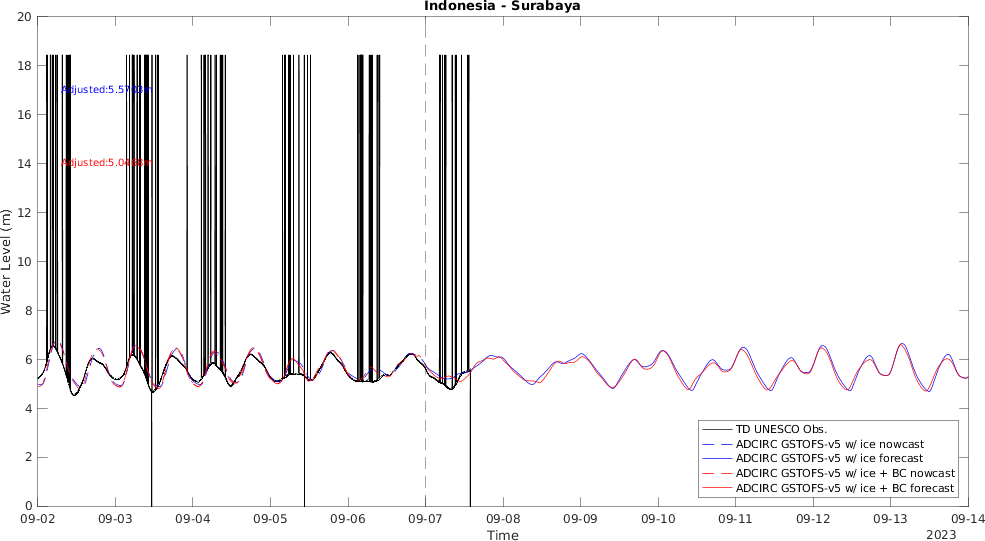 Indonesia - Surabaya
20
18
16
14
12
10
8
6
4
2
0
Water Level (m)
TD UNESCO Obs.
ADCIRC GSTOFS-v5 w/ ice nowcast
ADCIRC GSTOFS-v5 w/ ice forecast
ADCIRC GSTOFS-v5 w/ ice + BC nowcast
ADCIRC GSTOFS-v5 w/ ice + BC forecast
09-02 09-03 09-04 09-05 09-06 09-07 09-08 09-09 09-10 09-11 09-12 09-13 09-14
Time
2023